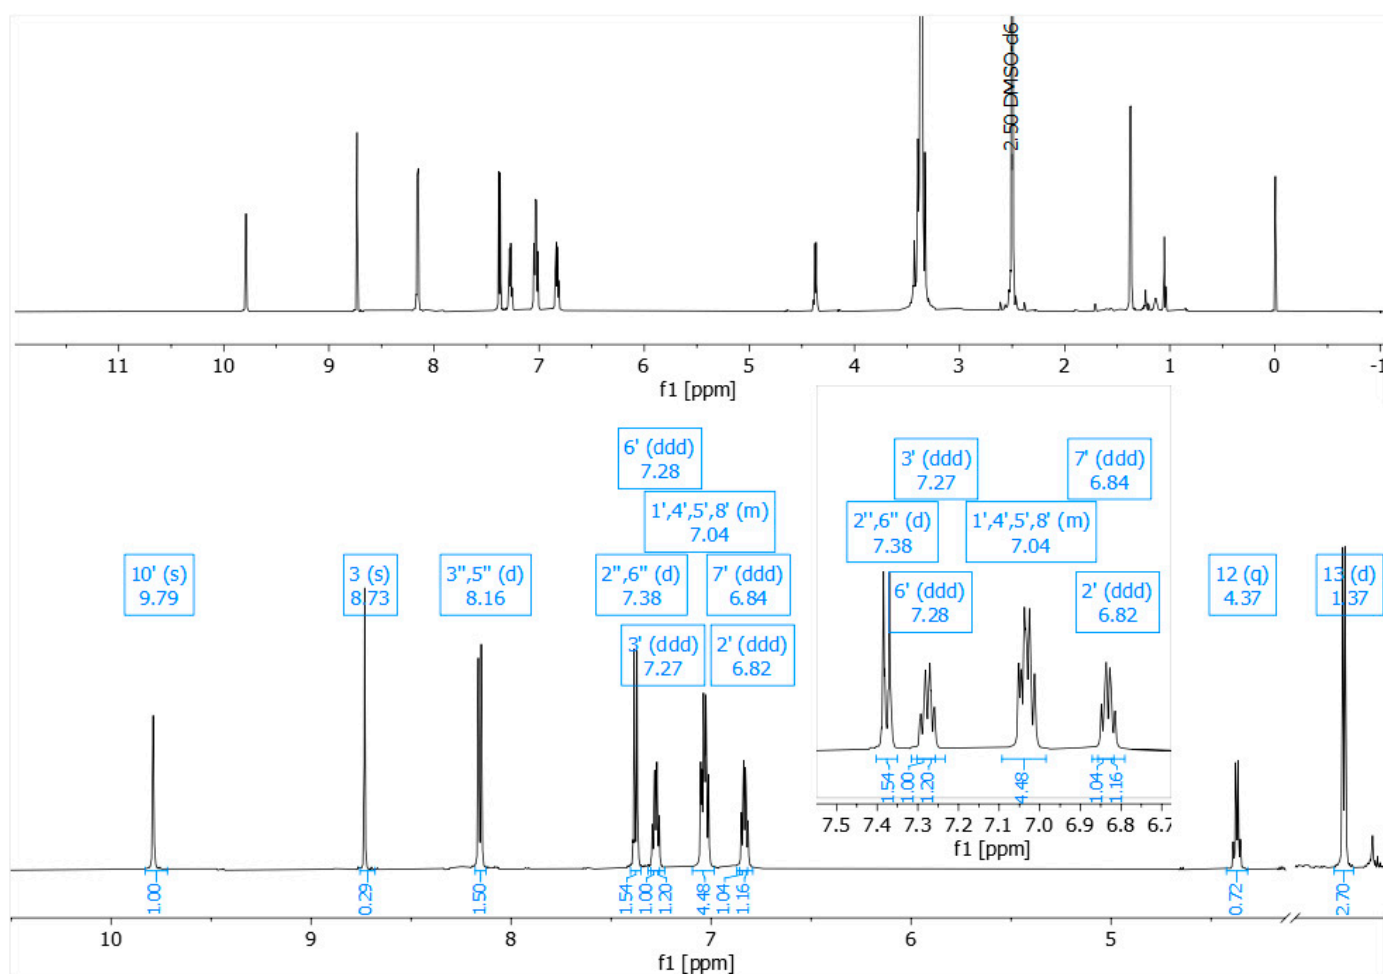 2.50 DMSO-d6
11 10 9 8 7 6 5 4 3 2 1 0 -1
f1 [ppm]
6' (ddd)
7.28
1',4',5',8' (m)
7.04
10' (s)
9.79
3 (s)
8.73
3'',5'' (d)
8.16
2'',6'' (d)
7.38
7' (ddd)
6.84
3' (ddd)
7.27
2' (ddd)
6.82
3' (ddd)
7.27
7' (ddd)
6.84
2'',6'' (d)
7.38
1',4',5',8' (m)
7.04
6' (ddd)
7.28
2' (ddd)
6.82
1.54
1.00
1.20
4.48
1.04
1.16
7.5 7.4 7.3 7.2 7.1 7.0 6.9 6.8 6.7
f1 [ppm]
12 (q)
4.37
13 (d)
1.37
1.00
0.29
1.50
1.54
1.00
1.20
4.48
1.04
1.16
0.72
2.70
10 9 8 7 6 5
f1 [ppm]